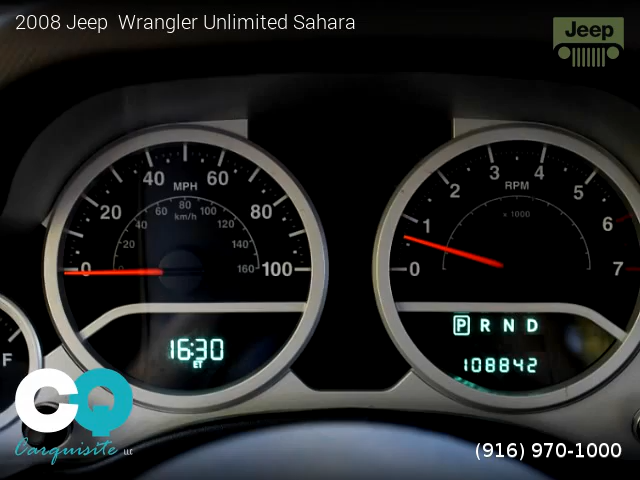 2008 Jeep Wrangler Unlimited Sahara
Jeep
0 20 40 60 80 100
MPH
20 40 60 80 100 120 140 160
km/h
16:30
ET
0 1 2 3 4 5 6 7
RPM
x 1000
P R N D
108842
F
CQ
Carquisite LLC
(916) 970-1000